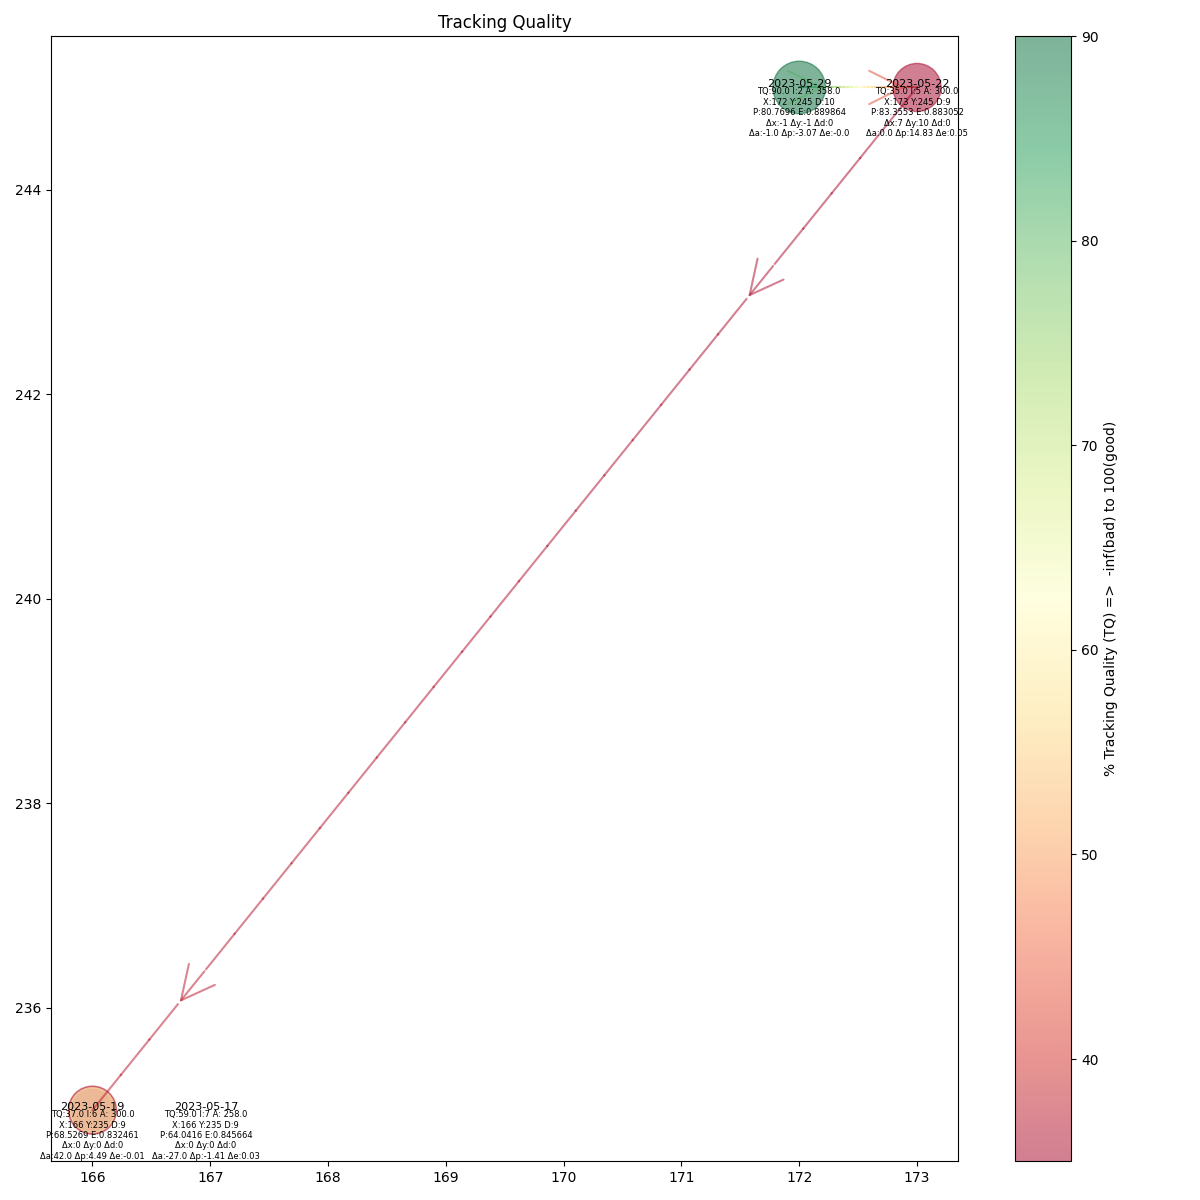 Tracking Quality
2023-05-29
TQ:90.0 I:2 A: 358.0
X:172 Y:245 D:10
P:80.7696 E:0.889864
Δx:-1 Δy:-1 Δd:0
Δa:-1.0 Δp:-3.07 Δe:-0.0
2023-05-22
TQ:35.0 I:5 A: 300.0
X:173 Y:245 D:9
P:83.3553 E:0.883052
Δx:7 Δy:10 Δd:0
Δa:0.0 Δp:14.83 Δe:0.05
2023-05-19
TQ:37.0 I:6 A: 300.0
X:166 Y:235 D:9
P:68.5269 E:0.832461
Δx:0 Δy:0 Δd:0
Δa:42.0 Δp:4.49 Δe:-0.01
2023-05-17
TQ:59.0 I:7 A: 258.0
X:166 Y:235 D:9
P:64.0416 E:0.845664
Δx:0 Δy:0 Δd:0
Δa:-27.0 Δp:-1.41 Δe:0.03
244
242
240
238
236
166
167
168
169
170
171
172
173
90
80
70
60
50
40
% Tracking Quality (TQ) => -inf(bad) to 100(good)